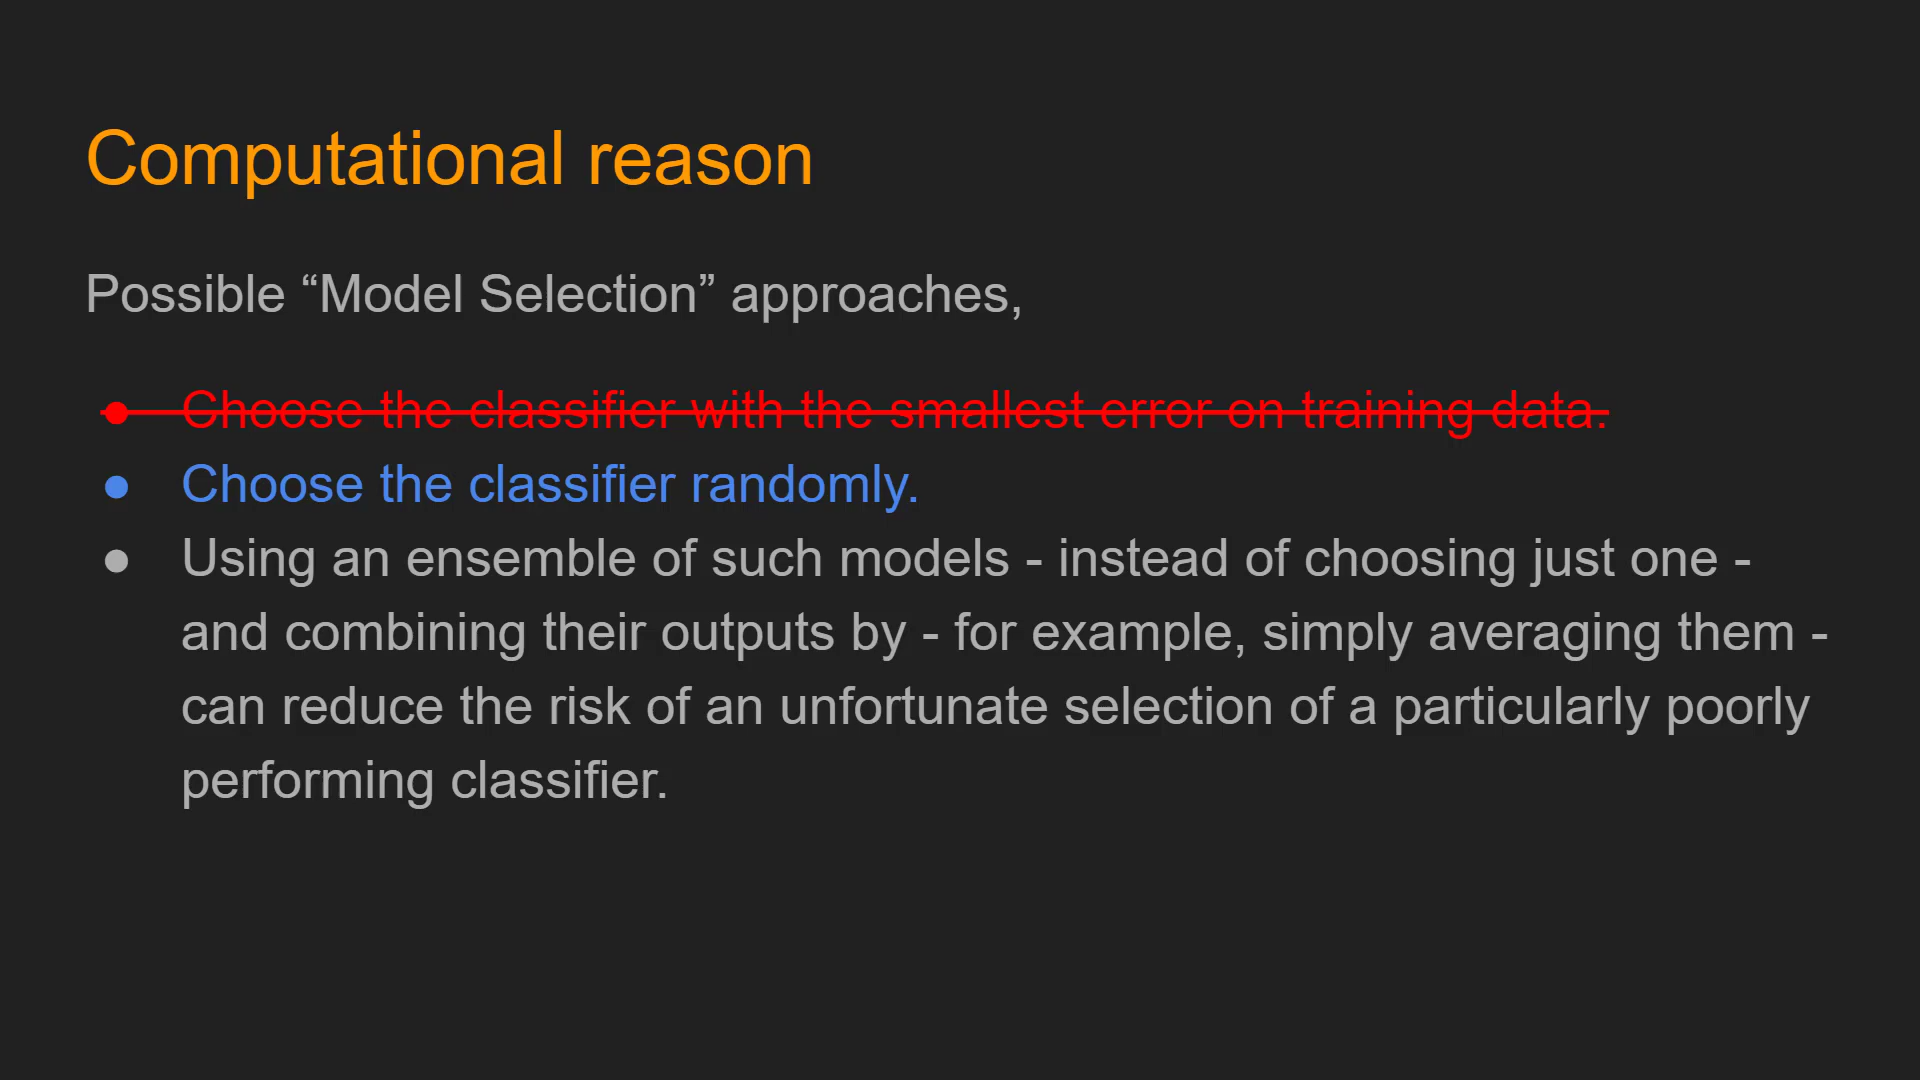 Computational reason
Possible “Model Selection” approaches,
● Choose the classifier with the smallest error on training data.
● Choose the classifier randomly.
● Using an ensemble of such models - instead of choosing just one -
and combining their outputs by - for example, simply averaging them -
can reduce the risk of an unfortunate selection of a particularly poorly
performing classifier.